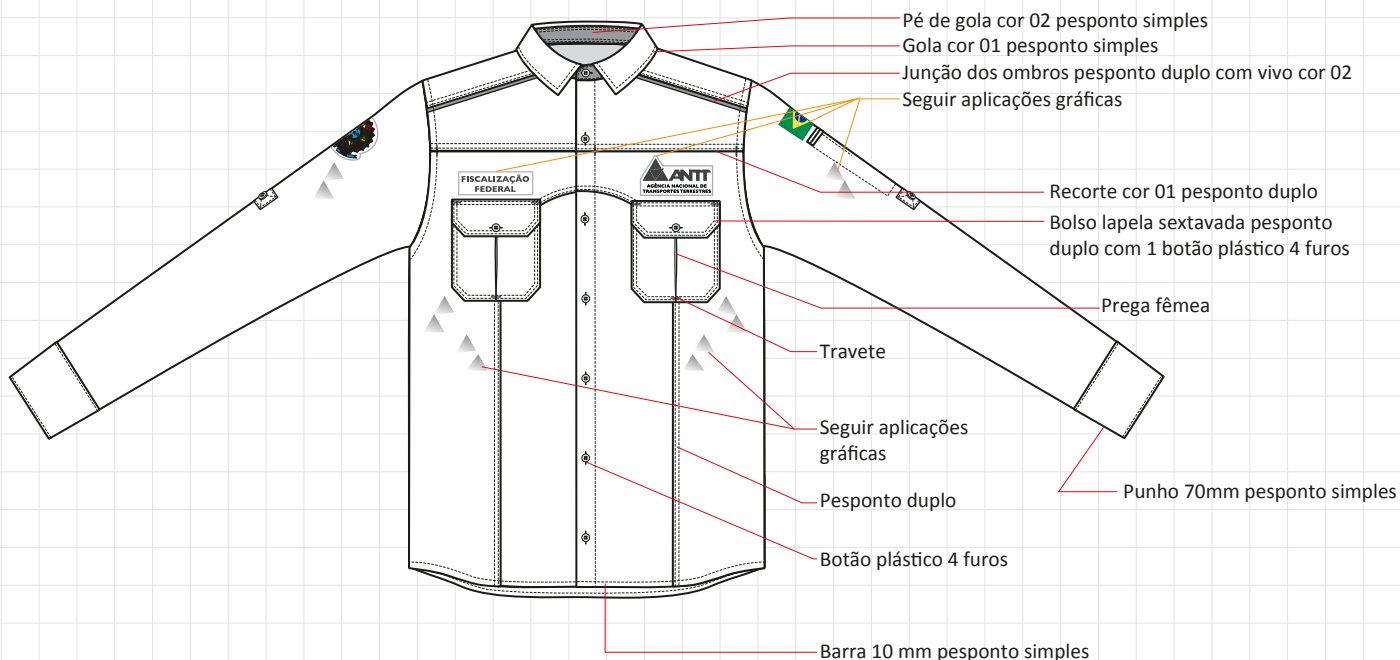 Pé de gola cor 02 pesponto simples
Gola cor 01 pesponto simples
Junção dos ombros pesponto duplo com vivo cor 02
Seguir aplicações gráficas
FISCALIZAÇÃO
FEDERAL
ANTT
AGÊNCIA NACIONAL DE
TRANSPORTES TERRESTRES
Recorte cor 01 pesponto duplo
Bolso lapela sextavada pesponto
duplo com 1 botão plástico 4 furos
Prega fêmea
Travete
Seguir aplicações
gráficas
Pesponto duplo
Punho 70mm pesponto simples
Botão plástico 4 furos
Barra 10 mm pesponto simples